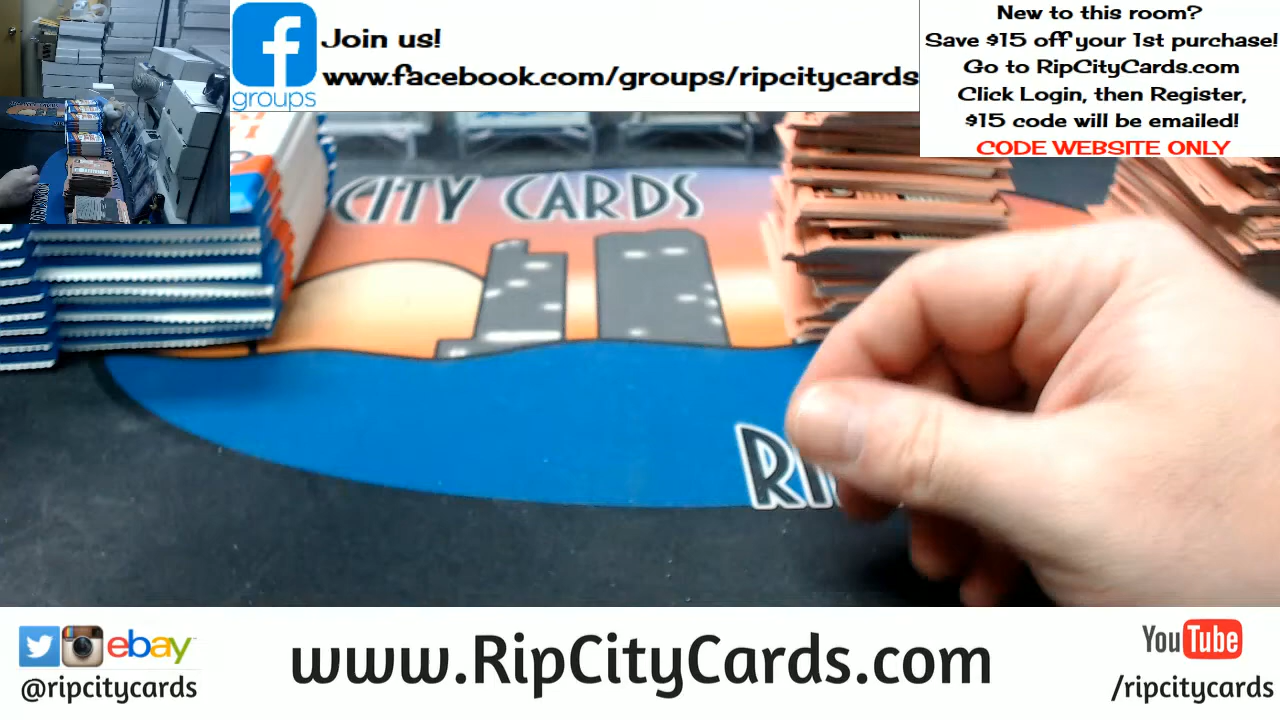 Join us!
www.facebook.com/groups/ripcitycards
groups
New to this room?
Save $15 off your 1st purchase!
Go to RipCityCards.com
Click Login, then Register,
$15 code will be emailed!
CODE WEBSITE ONLY
CITY CARDS
RI
ebay
@ripcitycards
www.RipCityCards.com
YouTube
/ripcitycards